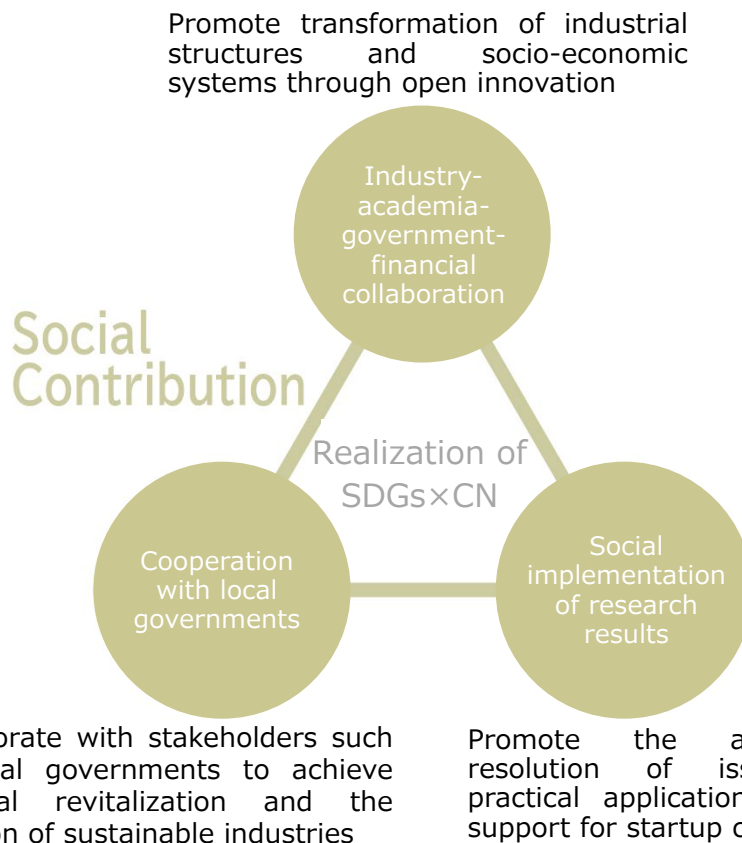 Promote transformation of industrial
structures and socio-economic
systems through open innovation
Industry-
academia-
government-
financial
collaboration
Social
Contribution
Realization of
SDGs×CN
Cooperation
with local
governments
Social
implementation
of research
results
orate with stakeholders such
al governments to achieve
al revitalization and the
on of sustainable industries
Promote the a
resolution of iss
practical application
support for startup c